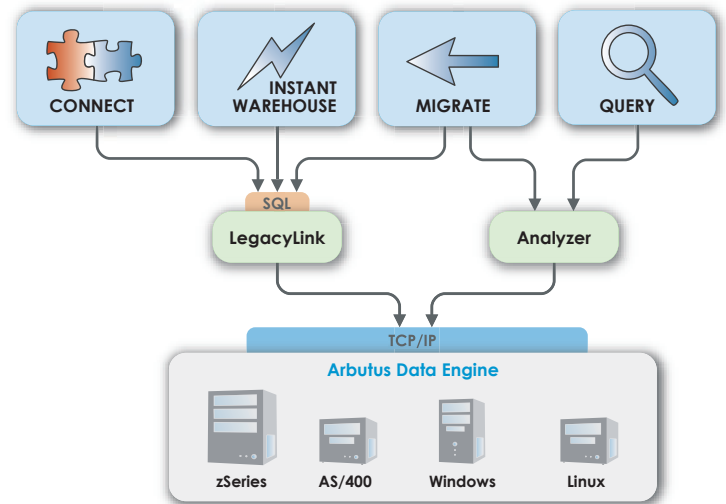 CONNECT
INSTANT
WAREHOUSE
MIGRATE
QUERY
SQL
LegacyLink
Analyzer
TCP/IP
Arbutus Data Engine
zSeries
AS/400
Windows
Linux